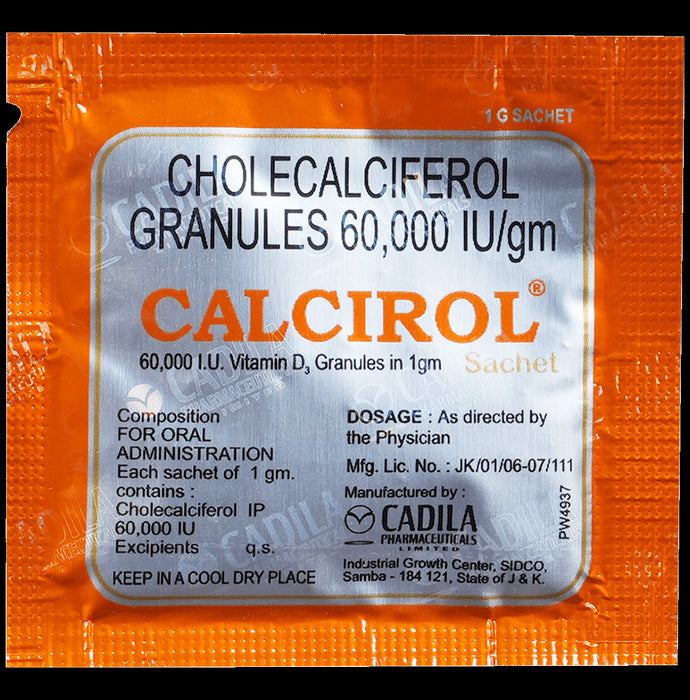 1 G SACHET
CHOLECALCIFEROL
GRANULES 60,000 IU/gm
CALCIROL®
60,000 I.U. Vitamin D3 Granules in 1gm Sachet
Composition
FOR ORAL
ADMINISTRATION
Each sachet of 1 gm.
contains :
Cholecalciferol IP
60,000 IU
Excipients q.s.
KEEP IN A COOL DRY PLACE
DOSAGE : As directed by
the Physician
Mfg. Lic. No. : JK/01/06-07/111
Manufactured by :
CADILA
PHARMACEUTICALS
LIMITED
Industrial Growth Center, SIDCO,
Samba - 184 121, State of J & K.
PW4937
CADILA
PHARMACEUTICALS
LIMITED